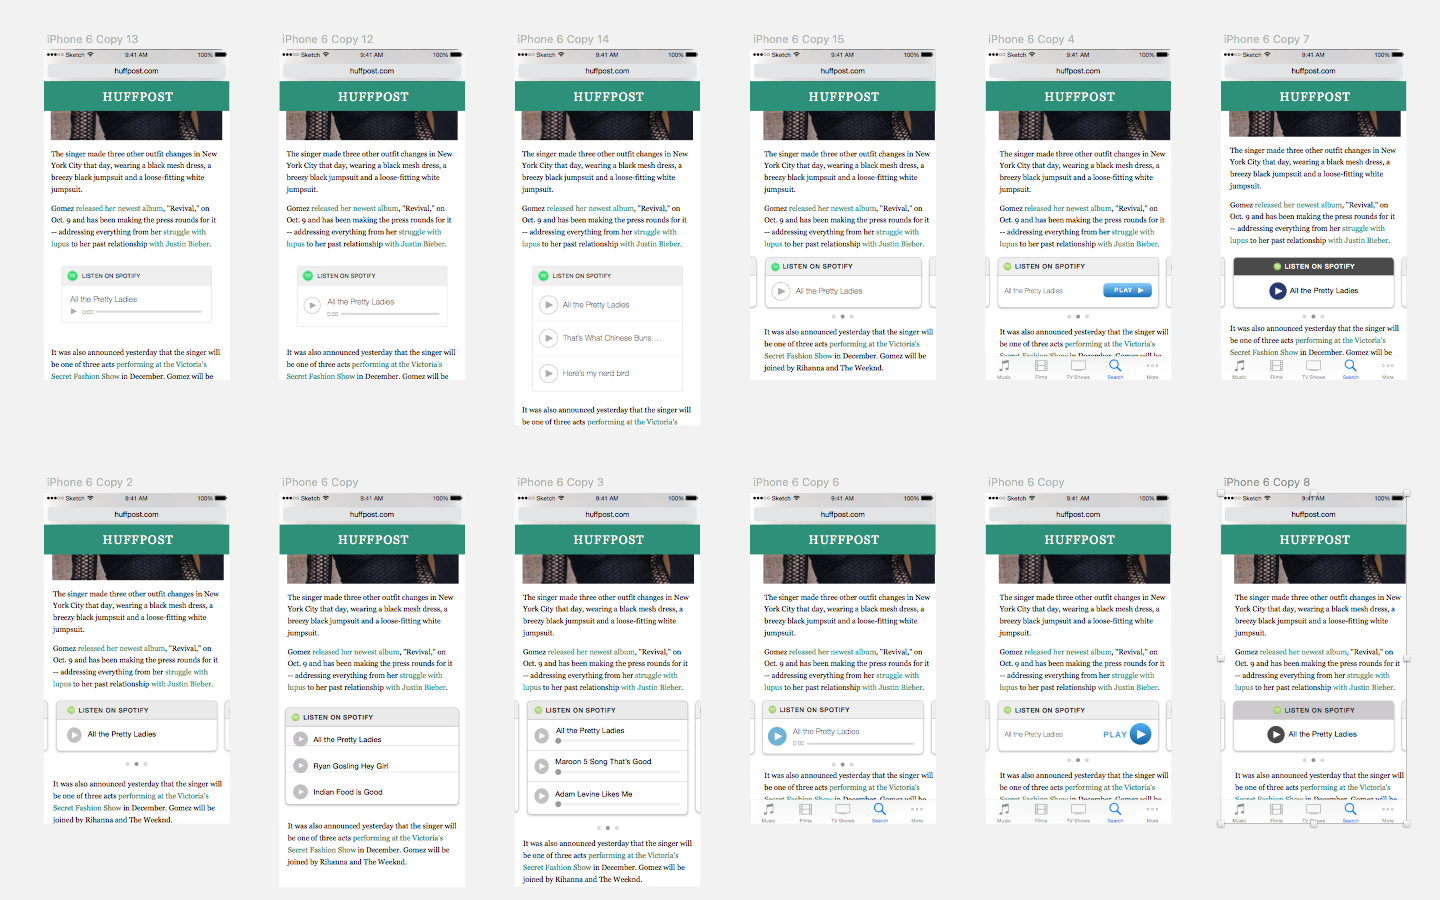 iPhone 6 Copy 13
Sketch 9:41 AM 100%
huffpost.com
HUFFPOST
The singer made three other outfit changes in New
York City that day, wearing a black mesh dress, a
breezy black jumpsuit and a loose-fitting white
jumpsuit.
Gomez released her newest album, "Revival," on
Oct. 9 and has been making the press rounds for it
-- addressing everything from her struggle with
lupus to her past relationship with Justin Bieber.
LISTEN ON SPOTIFY
All the Pretty Ladies
0:00
It was also announced yesterday that the singer will
be one of three acts performing at the Victoria's
Secret Fashion Show in December. Gomez will be
iPhone 6 Copy 12
Sketch 9:41 AM 100%
huffpost.com
HUFFPOST
The singer made three other outfit changes in New
York City that day, wearing a black mesh dress, a
breezy black jumpsuit and a loose-fitting white
jumpsuit.
Gomez released her newest album, "Revival," on
Oct. 9 and has been making the press rounds for it
-- addressing everything from her struggle with
lupus to her past relationship with Justin Bieber.
LISTEN ON SPOTIFY
All the Pretty Ladies
0:00
It was also announced yesterday that the singer will
be one of three acts performing at the Victoria's
Secret Fashion Show in December. Gomez will be
iPhone 6 Copy 14
Sketch 9:41 AM 100%
huffpost.com
HUFFPOST
The singer made three other outfit changes in New
York City that day, wearing a black mesh dress, a
breezy black jumpsuit and a loose-fitting white
jumpsuit.
Gomez released her newest album, "Revival," on
Oct. 9 and has been making the press rounds for it
-- addressing everything from her struggle with
lupus to her past relationship with Justin Bieber.
LISTEN ON SPOTIFY
All the Pretty Ladies
That's What Chinese Buns ...
Here's my nerd bird
It was also announced yesterday that the singer will
be one of three acts performing at the Victoria's
iPhone 6 Copy 15
Sketch 9:41 AM 100%
huffpost.com
HUFFPOST
The singer made three other outfit changes in New
York City that day, wearing a black mesh dress, a
breezy black jumpsuit and a loose-fitting white
jumpsuit.
Gomez released her newest album, "Revival," on
Oct. 9 and has been making the press rounds for it
-- addressing everything from her struggle with
lupus to her past relationship with Justin Bieber.
LISTEN ON SPOTIFY
All the Pretty Ladies
It was also announced yesterday that the singer will
be one of three acts performing at the Victoria's
Secret Fashion Show in December. Gomez will be
joined by Rihanna and The Weeknd.
iPhone 6 Copy 4
Sketch 9:41 AM 100%
huffpost.com
HUFFPOST
The singer made three other outfit changes in New
York City that day, wearing a black mesh dress, a
breezy black jumpsuit and a loose-fitting white
jumpsuit.
Gomez released her newest album, "Revival," on
Oct. 9 and has been making the press rounds for it
-- addressing everything from her struggle with
lupus to her past relationship with Justin Bieber.
LISTEN ON SPOTIFY
All the Pretty Ladies PLAY
It was also announced yesterday that the singer will
be one of three acts performing at the Victoria's
Secret Fashion Show in December. Gomez will be
Music Films TV Shows Search More
iPhone 6 Copy 7
Sketch 9:41 AM 100%
huffpost.com
HUFFPOST
The singer made three other outfit changes in New
York City that day, wearing a black mesh dress, a
breezy black jumpsuit and a loose-fitting white
jumpsuit.
Gomez released her newest album, "Revival," on
Oct. 9 and has been making the press rounds for it
-- addressing everything from her struggle with
lupus to her past relationship with Justin Bieber.
LISTEN ON SPOTIFY
All the Pretty Ladies
It was also announced yesterday that the singer will
be one of three acts performing at the Victoria's
Secret Fashion Show in December. Gomez will be
Music Films TV Shows Search More
iPhone 6 Copy 2
Sketch 9:41 AM 100%
huffpost.com
HUFFPOST
The singer made three other outfit changes in New
York City that day, wearing a black mesh dress, a
breezy black jumpsuit and a loose-fitting white
jumpsuit.
Gomez released her newest album, "Revival," on
Oct. 9 and has been making the press rounds for it
-- addressing everything from her struggle with
lupus to her past relationship with Justin Bieber.
LISTEN ON SPOTIFY
All the Pretty Ladies
It was also announced yesterday that the singer will
be one of three acts performing at the Victoria's
Secret Fashion Show in December. Gomez will be
joined by Rihanna and The Weeknd.
iPhone 6 Copy
Sketch 9:41 AM 100%
huffpost.com
HUFFPOST
The singer made three other outfit changes in New
York City that day, wearing a black mesh dress, a
breezy black jumpsuit and a loose-fitting white
jumpsuit.
Gomez released her newest album, "Revival," on
Oct. 9 and has been making the press rounds for it
-- addressing everything from her struggle with
lupus to her past relationship with Justin Bieber.
LISTEN ON SPOTIFY
All the Pretty Ladies
Ryan Gosling Hey Girl
Indian Food is Good
It was also announced yesterday that the singer will
be one of three acts performing at the Victoria's
Secret Fashion Show in December. Gomez will be
joined by Rihanna and The Weeknd.
iPhone 6 Copy 3
Sketch 9:41 AM 100%
huffpost.com
HUFFPOST
The singer made three other outfit changes in New
York City that day, wearing a black mesh dress, a
breezy black jumpsuit and a loose-fitting white
jumpsuit.
Gomez released her newest album, "Revival," on
Oct. 9 and has been making the press rounds for it
-- addressing everything from her struggle with
lupus to her past relationship with Justin Bieber.
LISTEN ON SPOTIFY
All the Pretty Ladies
Maroon 5 Song That's Good
Adam Levine Likes Me
It was also announced yesterday that the singer will
be one of three acts performing at the Victoria's
Secret Fashion Show in December. Gomez will be
joined by Rihanna and The Weeknd.
iPhone 6 Copy 6
Sketch 9:41 AM 100%
huffpost.com
HUFFPOST
The singer made three other outfit changes in New
York City that day, wearing a black mesh dress, a
breezy black jumpsuit and a loose-fitting white
jumpsuit.
Gomez released her newest album, "Revival," on
Oct. 9 and has been making the press rounds for it
-- addressing everything from her struggle with
lupus to her past relationship with Justin Bieber.
LISTEN ON SPOTIFY
All the Pretty Ladies
0:00
It was also announced yesterday that the singer will
be one of three acts performing at the Victoria's
Secret Fashion Show in December. Gomez will be
Music Films TV Shows Search More
iPhone 6 Copy
Sketch 9:41 AM 100%
huffpost.com
HUFFPOST
The singer made three other outfit changes in New
York City that day, wearing a black mesh dress, a
breezy black jumpsuit and a loose-fitting white
jumpsuit.
Gomez released her newest album, "Revival," on
Oct. 9 and has been making the press rounds for it
-- addressing everything from her struggle with
lupus to her past relationship with Justin Bieber.
LISTEN ON SPOTIFY
All the Pretty Ladies PLAY
It was also announced yesterday that the singer will
be one of three acts performing at the Victoria's
Secret Fashion Show in December. Gomez will be
Music Films TV Shows Search More
iPhone 6 Copy 8
Sketch 9:41 AM 100%
huffpost.com
HUFFPOST
The singer made three other outfit changes in New
York City that day, wearing a black mesh dress, a
breezy black jumpsuit and a loose-fitting white
jumpsuit.
Gomez released her newest album, "Revival," on
Oct. 9 and has been making the press rounds for it
-- addressing everything from her struggle with
lupus to her past relationship with Justin Bieber.
LISTEN ON SPOTIFY
All the Pretty Ladies
It was also announced yesterday that the singer will
be one of three acts performing at the Victoria's
Secret Fashion Show in December. Gomez will be
Music Films TV Shows Search More